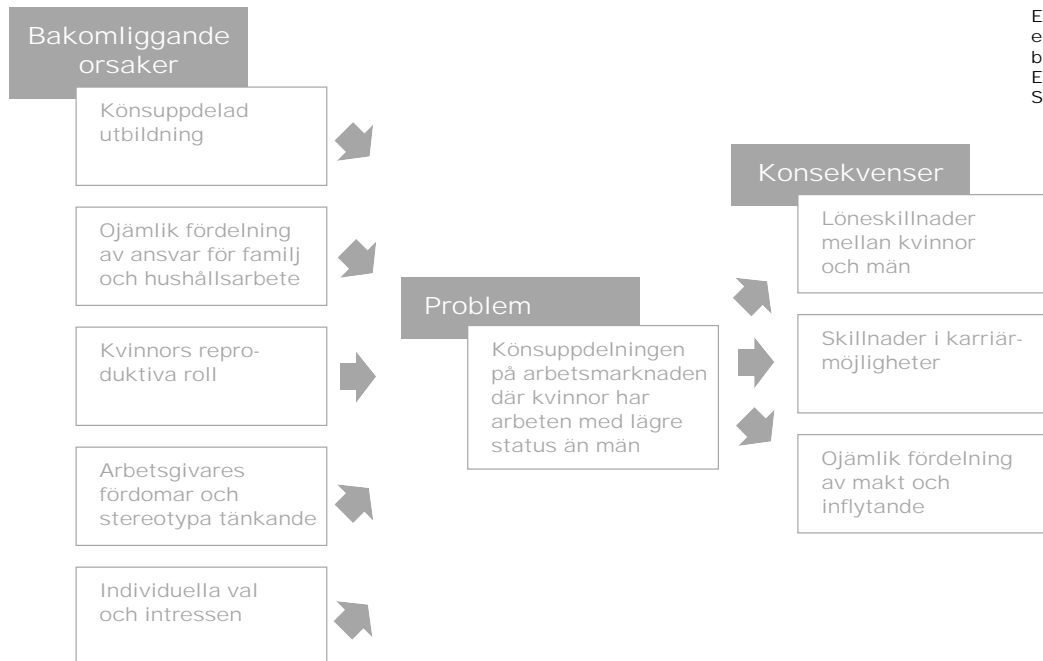 Bakomliggande
orsaker
Könsuppdelad
utbildning
Ojämlik fördelning
av ansvar för familj
och hushållsarbete
Kvinnors repro-
duktiva roll
Arbetsgivares
fördomar och
stereotypa tänkande
Individuella val
och intressen
Problem
Könsuppdelningen
på arbetsmarknaden
där kvinnor har
arbeten med lägre
status än män
Konsekvenser
Löneskillnader
mellan kvinnor
och män
Skillnader i karriär-
möjligheter
Ojämlik fördelning
av makt och
inflytande
E
e
b
E
S